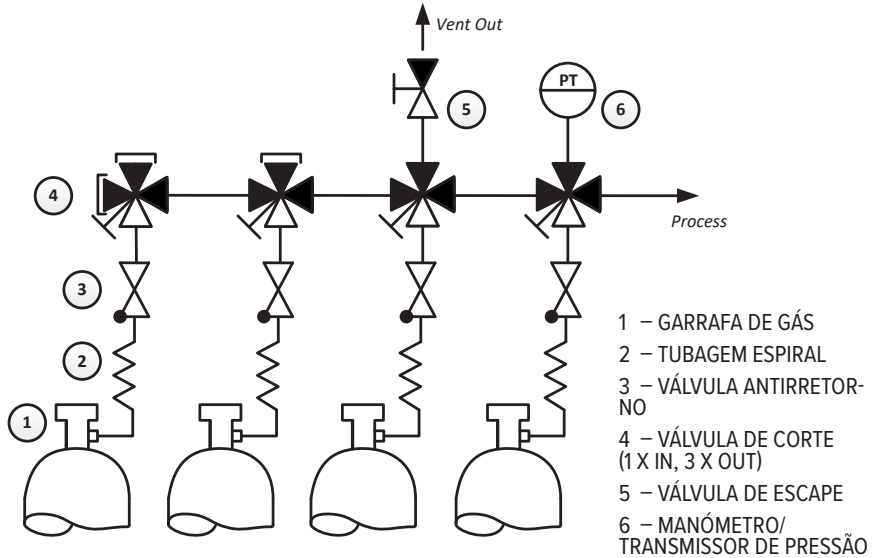 Vent Out
PT
5
6
4
Process
3
2
1
1 – GARRAFA DE GÁS
2 – TUBAGEM ESPIRAL
3 – VÁLVULA ANTIRRETOR-
NO
4 – VÁLVULA DE CORTE
(1 X IN, 3 X OUT)
5 – VÁLVULA DE ESCAPE
6 – MANÓMETRO/
TRANSMISSOR DE PRESSÃO